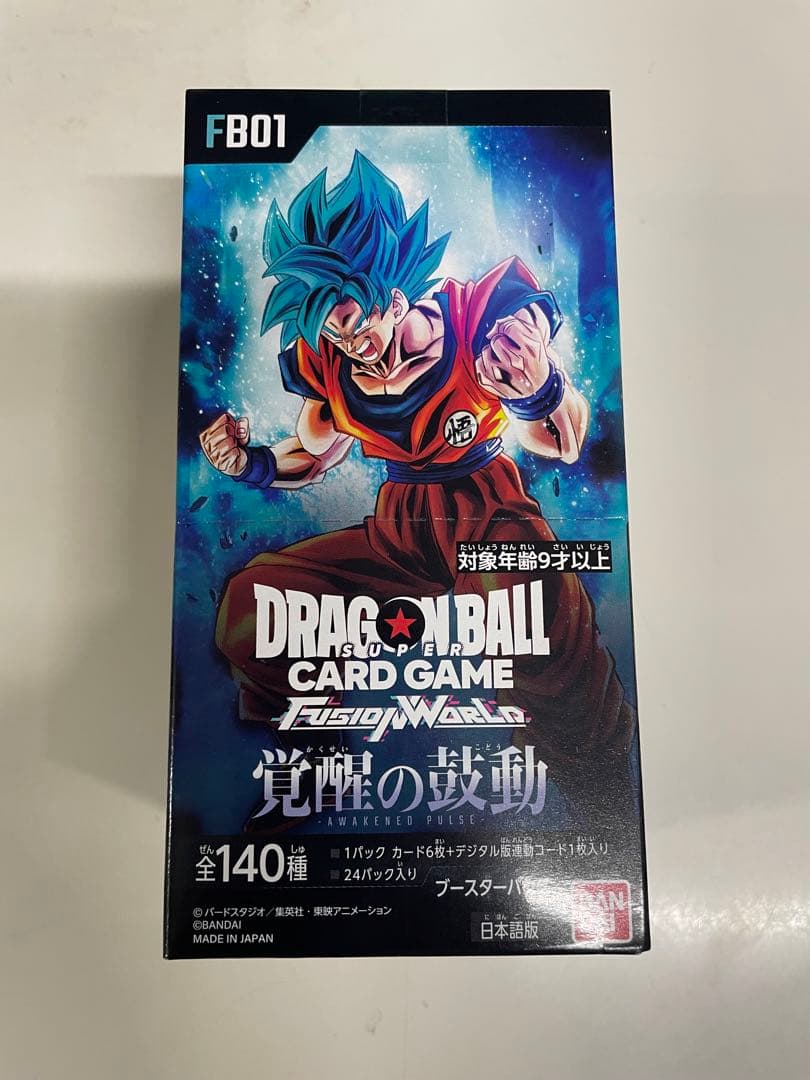 FB01
悟
たいしょうねんれい さいいじょう
対象年齢9才以上
DRAGON BALL
SUPER
CARD GAME
FUSION WORLD
かくせい こどう
覚醒の鼓動
-AWAKENED PULSE-
ぜん しゅ
全140種
まい ばんれんどう まいい
1パック カード6枚+デジタル版連動コード1枚入り
い
24パック入り
ブースターパ
©バードスタジオ/集英社・東映アニメーション
©BANDAI
MADE IN JAPAN
にほんごばん
日本語版
BAN